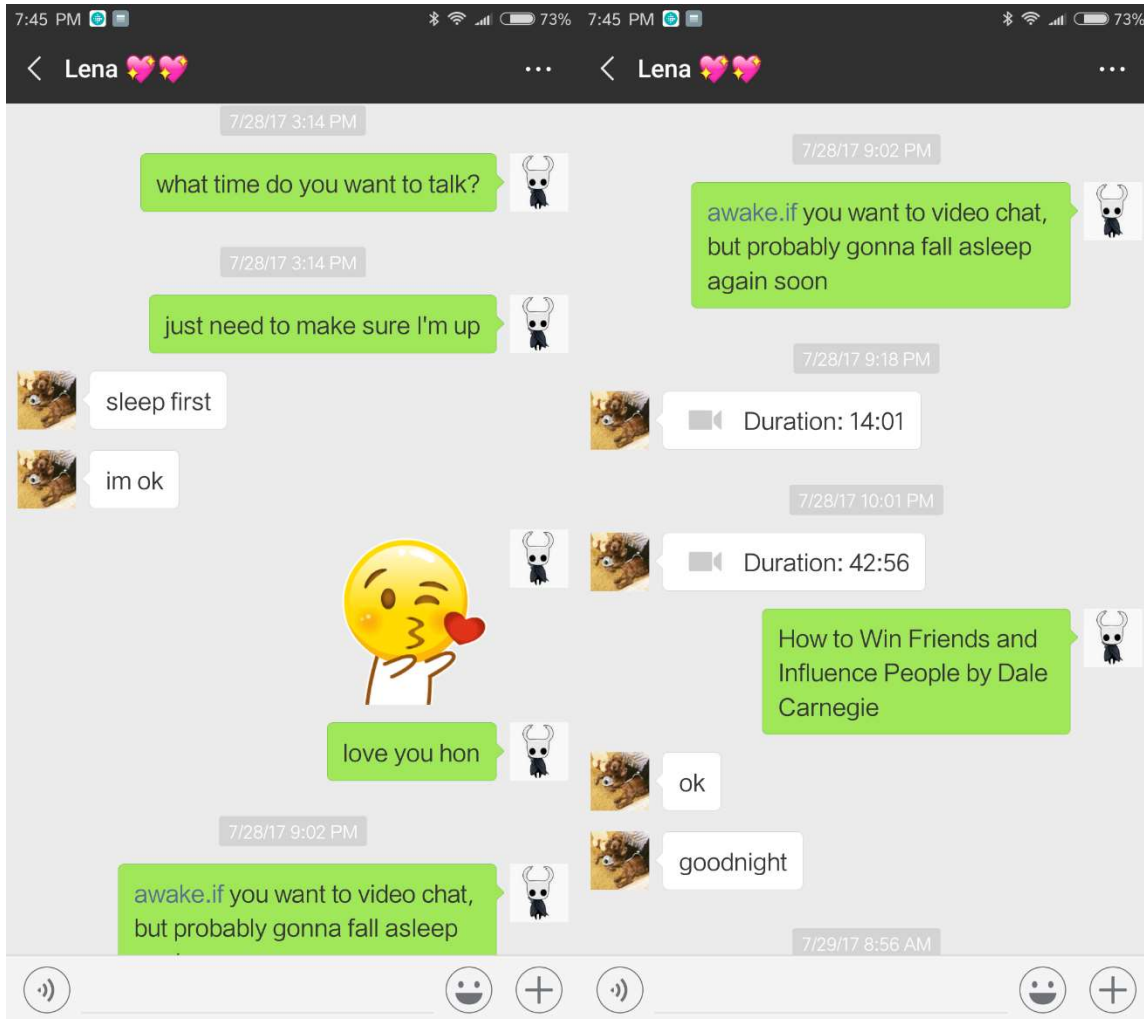 7:45 PM
73%
Lena 💖💖
7/28/17 3:14 PM
what time do you want to talk?
7/28/17 3:14 PM
just need to make sure I'm up
sleep first
im ok
love you hon
7/28/17 9:02 PM
awake.if you want to video chat,
but probably gonna fall asleep
7:45 PM
73%
Lena 💖💖
7/28/17 9:02 PM
awake.if you want to video chat,
but probably gonna fall asleep
again soon
7/28/17 9:18 PM
Duration: 14:01
7/28/17 10:01 PM
Duration: 42:56
How to Win Friends and
Influence People by Dale
Carnegie
ok
goodnight
7/29/17 8:56 AM